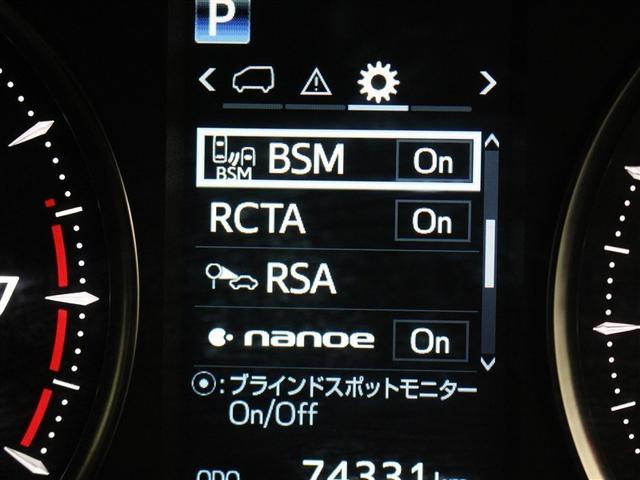 P
BSM BSM On
RCTA On
RSA
nanoe On
⦿:ブラインドスポットモニター
On/Off
ODO 74331 km